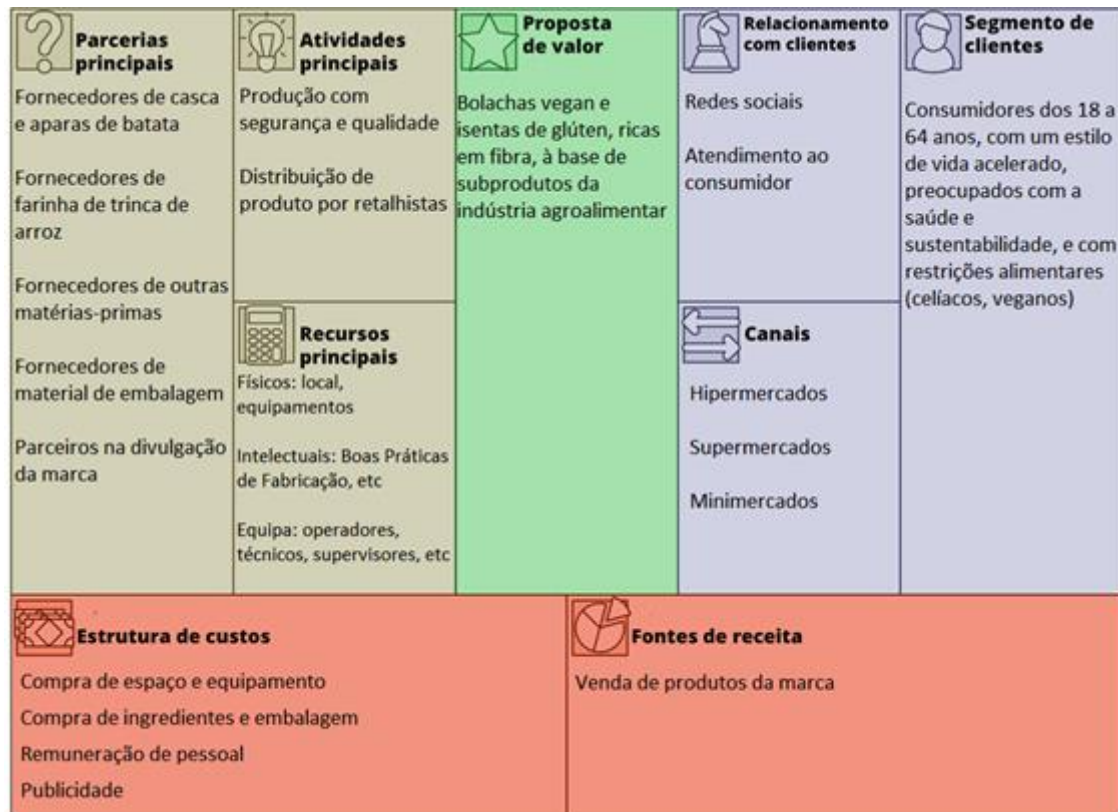 Parcerias
principais
Fornecedores de casca
e aparas de batata
Fornecedores de
farinha de trinca de
arroz
Fornecedores de outras
matérias-primas
Fornecedores de
material de embalagem
Parceiros na divulgação
da marca
Atividades
principais
Produção com
segurança e qualidade
Distribuição de
produto por retalhistas
Recursos
principais
Físicos: local,
equipamentos
Intelectuais: Boas Práticas
de Fabricação, etc
Equipa: operadores,
técnicos, supervisores, etc
Proposta
de valor
Bolachas vegan e
isentas de glúten, ricas
em fibra, à base de
subprodutos da
indústria agroalimentar
Relacionamento
com clientes
Redes sociais
Atendimento ao
consumidor
Canais
Hipermercados
Supermercados
Minimercados
Segmento de
clientes
Consumidores dos 18 a
64 anos, com um estilo
de vida acelerado,
preocupados com a
saúde e
sustentabilidade, e com
restrições alimentares
(celíacos, veganos)
Estrutura de custos
Compra de espaço e equipamento
Compra de ingredientes e embalagem
Remuneração de pessoal
Publicidade
Fontes de receita
Venda de produtos da marca